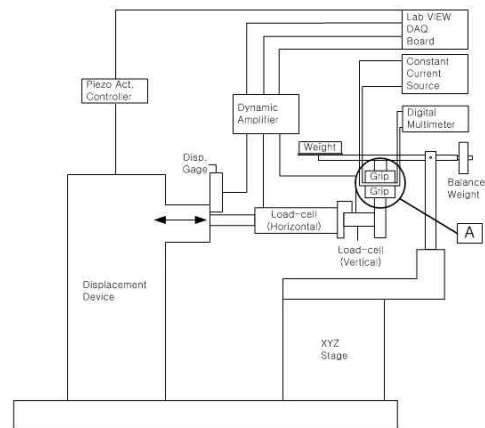 Lab VIEW
DAQ
Board
Constant
Current
Source
Piezo Act.
Controller
Dynamic
Amplifier
Digital
Multimeter
Weight
Disp.
Gage
Grip
Grip
Balance
Weight
Load-cell
(Horizontal)
A
Load-cell
(Vertical)
Displacement
Device
XYZ
Stage